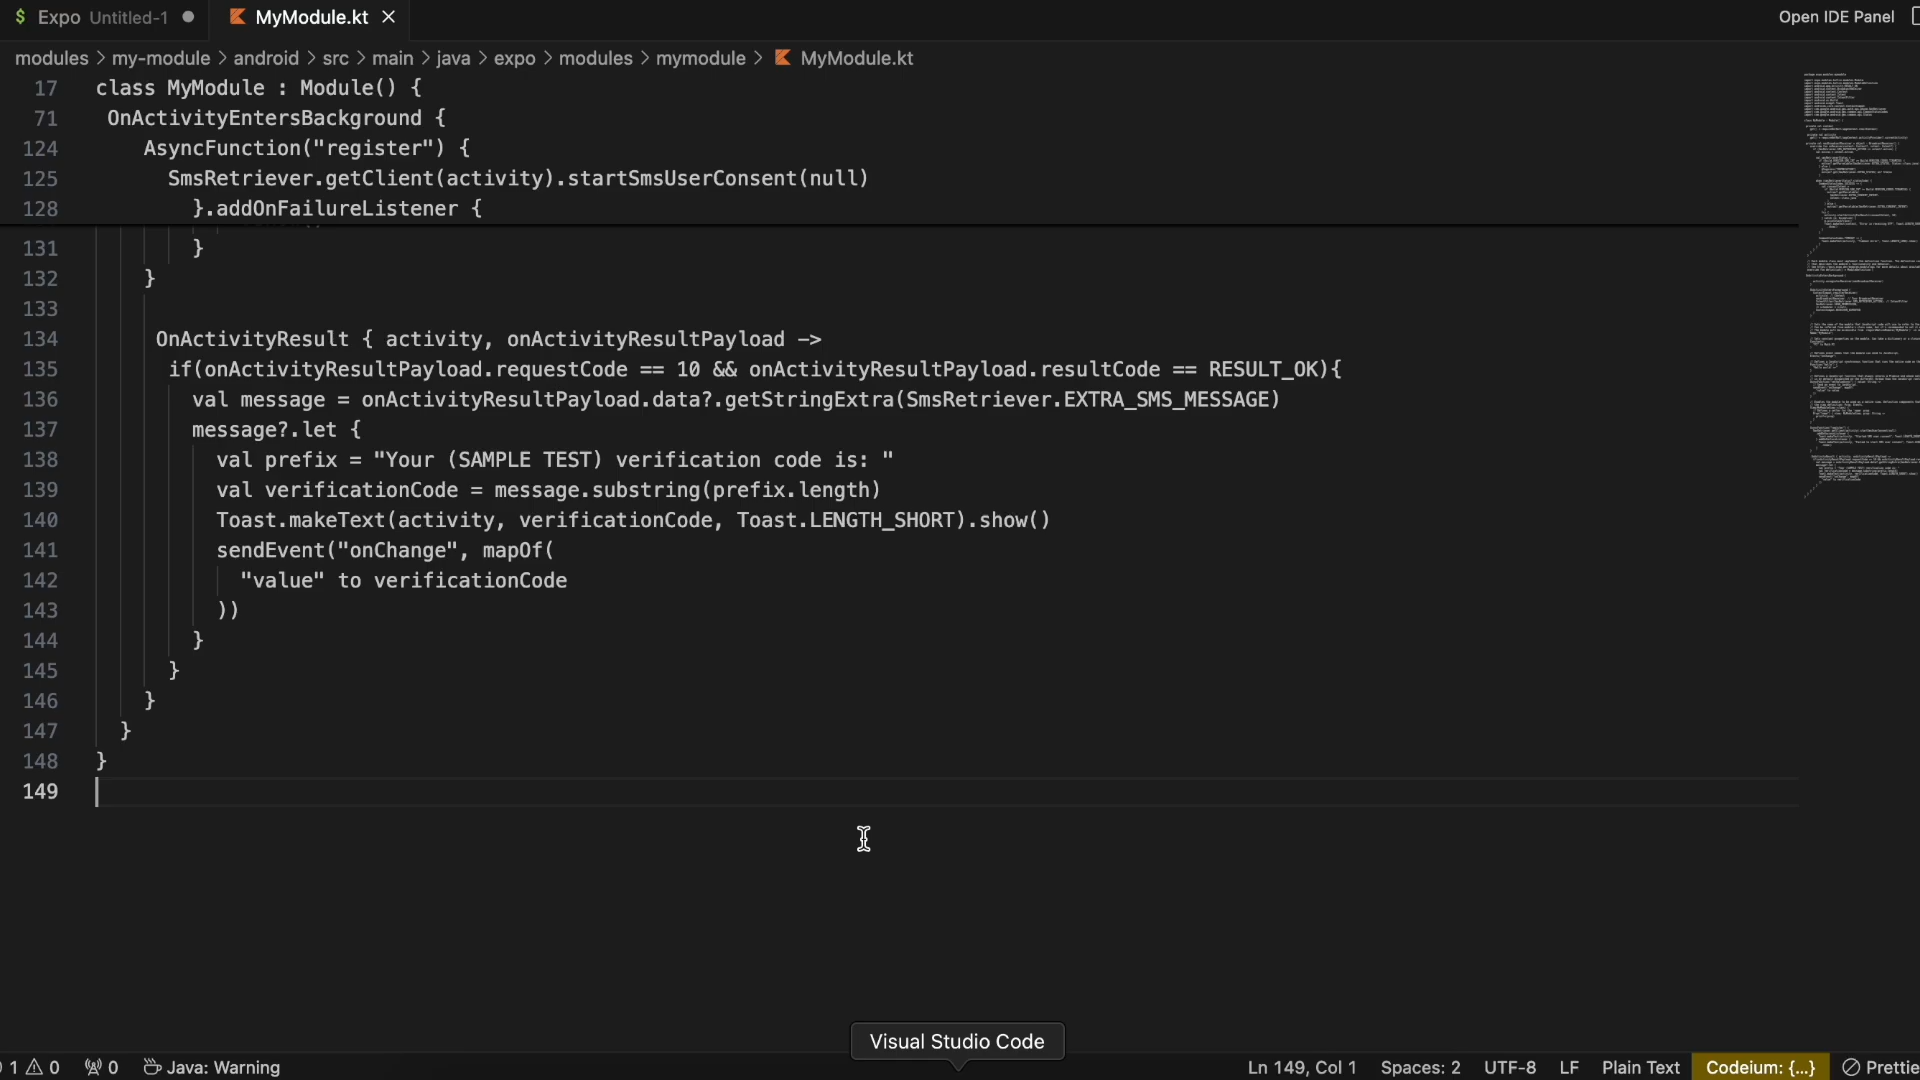 $ Expo Untitled-1 ● MyModule.kt ×
Open IDE Panel
modules > my-module > android > src > main > java > expo > modules > mymodule > MyModule.kt
17 class MyModule : Module() {
71 OnActivityEntersBackground {
124 AsyncFunction("register") {
125 SmsRetriever.getClient(activity).startSmsUserConsent(null)
128 }.addOnFailureListener {
131 }
132 }
133
134 OnActivityResult { activity, onActivityResultPayload ->
135 if(onActivityResultPayload.requestCode == 10 && onActivityResultPayload.resultCode == RESULT_OK){
136 val message = onActivityResultPayload.data?.getStringExtra(SmsRetriever.EXTRA_SMS_MESSAGE)
137 message?.let {
138 val prefix = "Your (SAMPLE TEST) verification code is: "
139 val verificationCode = message.substring(prefix.length)
140 Toast.makeText(activity, verificationCode, Toast.LENGTH_SHORT).show()
141 sendEvent("onChange", mapOf(
142 "value" to verificationCode
143 ))
144 }
145 }
146 }
147 }
148 }
149
Visual Studio Code
1 0 0 Java: Warning
Ln 149, Col 1 Spaces: 2 UTF-8 LF Plain Text Codeium: {...} Prettie